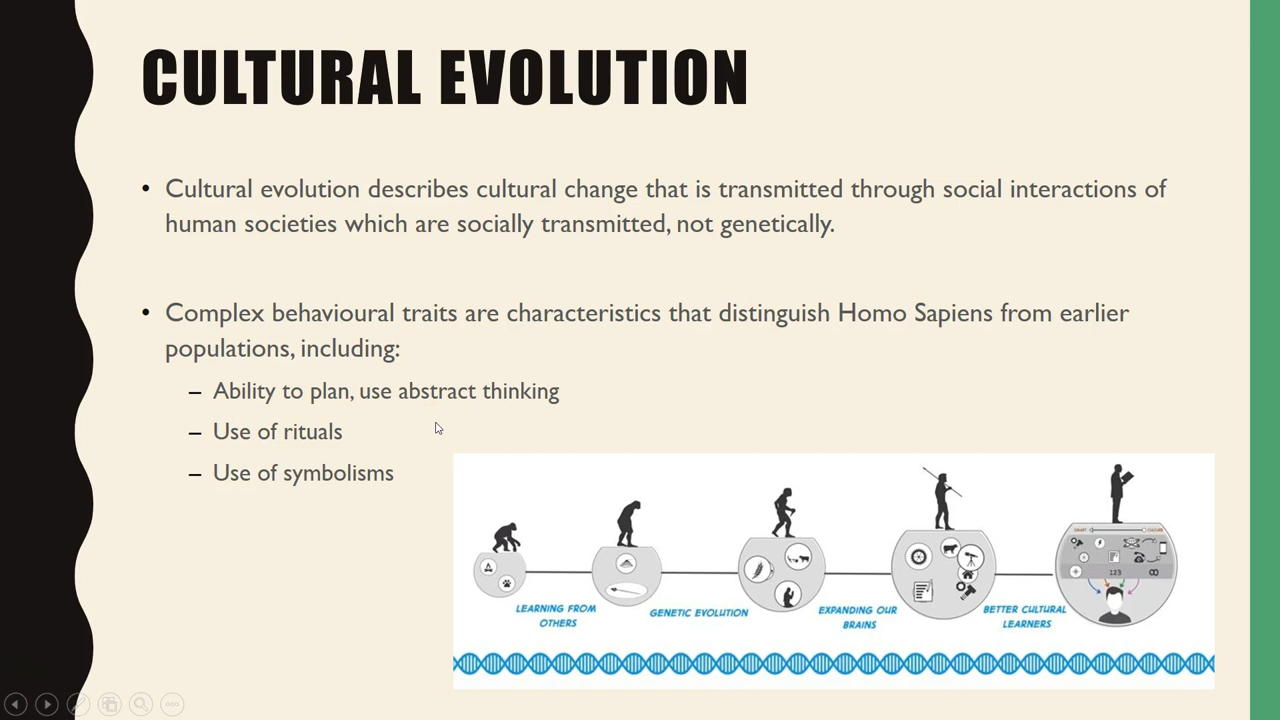 CULTURAL EVOLUTION
• Cultural evolution describes cultural change that is transmitted through social interactions of
human societies which are socially transmitted, not genetically.
• Complex behavioural traits are characteristics that distinguish Homo Sapiens from earlier
populations, including:
– Ability to plan, use abstract thinking
– Use of rituals
– Use of symbolisms
LEARNING FROM
OTHERS
GENETIC EVOLUTION
EXPANDING OUR
BRAINS
BETTER CULTURAL
LEARNERS
CULTURE
123